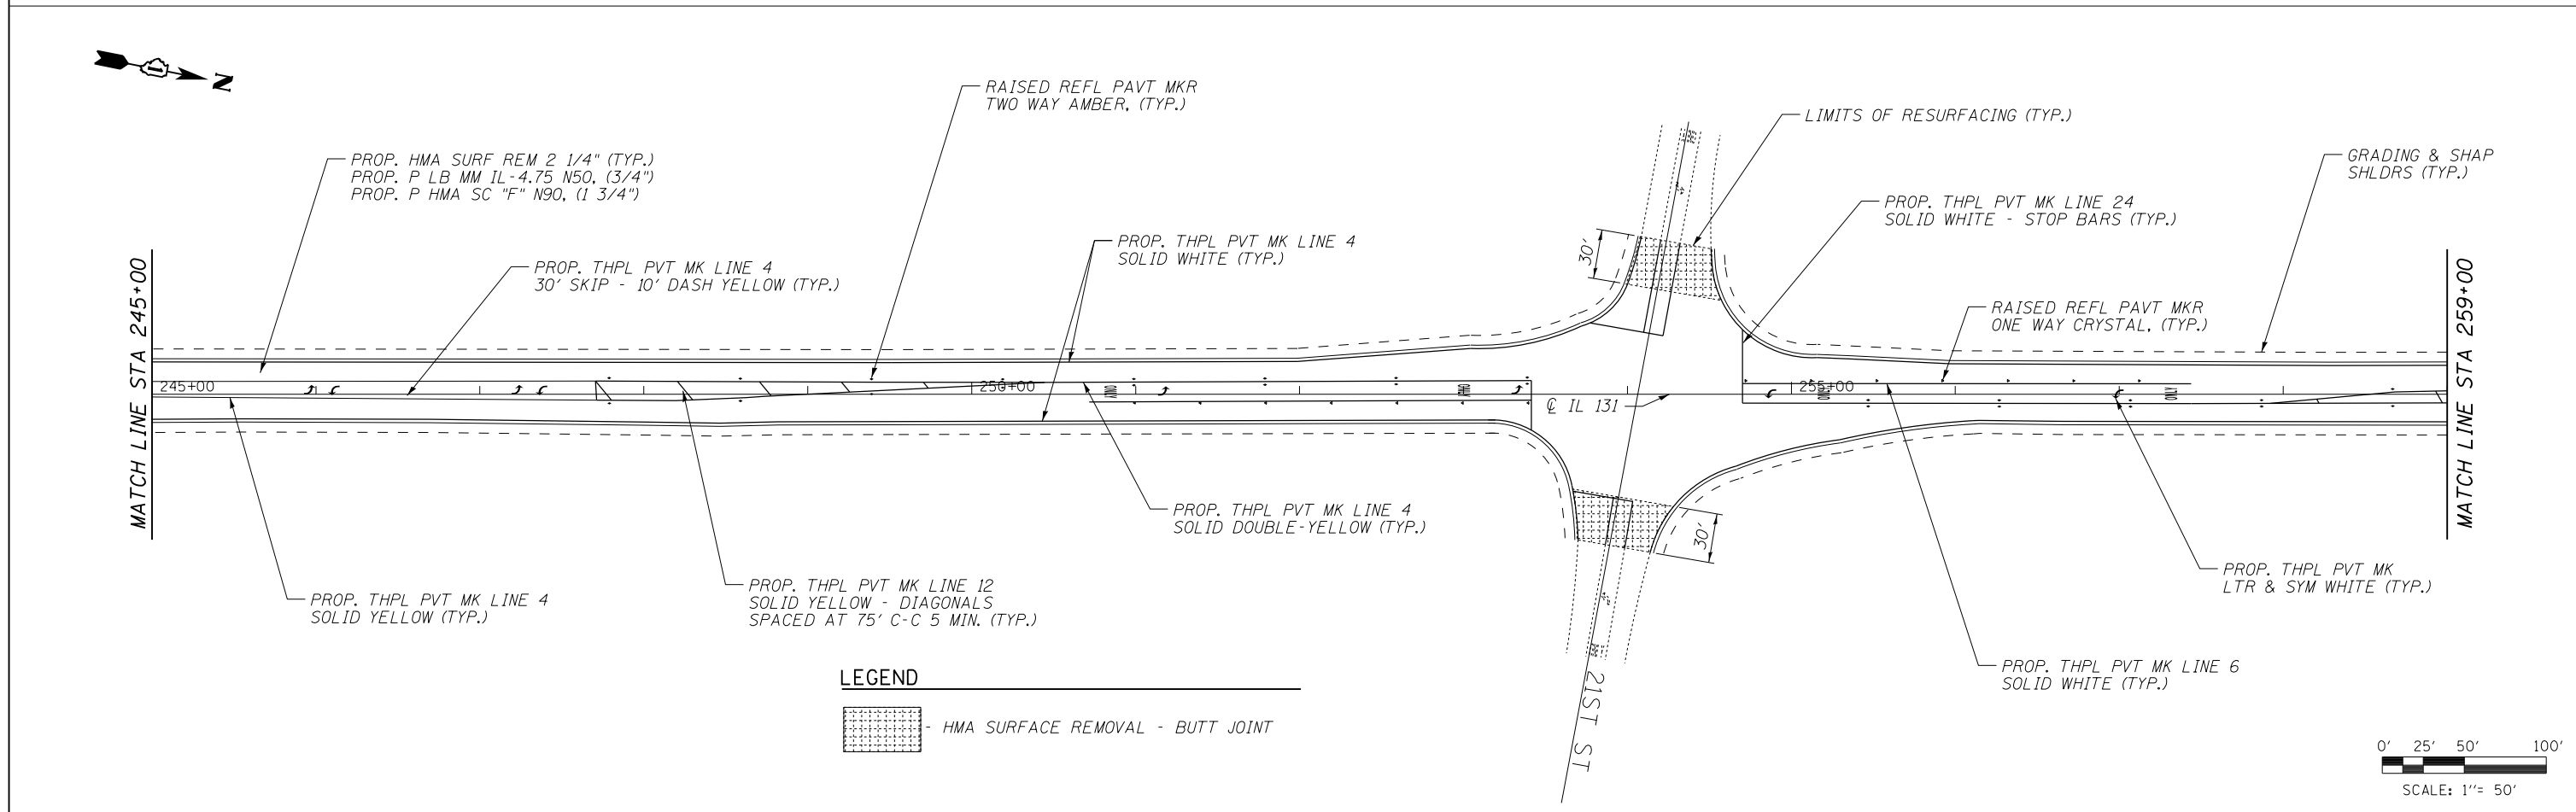 N
RAISED REFL PAVT MKR
TWO WAY AMBER, (TYP.)
LIMITS OF RESURFACING (TYP.)
PROP. HMA SURF REM 2 1/4" (TYP.)
PROP. P LB MM IL-4.75 N50, (3/4")
PROP. P HMA SC "F" N90, (1 3/4")
GRADING & SHAP
SHLDRS (TYP.)
PROP. THPL PVT MK LINE 24
SOLID WHITE - STOP BARS (TYP.)
PROP. THPL PVT MK LINE 4
SOLID WHITE (TYP.)
30'
PROP. THPL PVT MK LINE 4
30' SKIP - 10' DASH YELLOW (TYP.)
RAISED REFL PAVT MKR
ONE WAY CRYSTAL, (TYP.)
MATCH LINE STA 245+00
MATCH LINE STA 259+00
245+00
250+00
ONLY
ONLY
255+00
ONLY
ONLY
℄ IL 131
PROP. THPL PVT MK LINE 4
SOLID DOUBLE-YELLOW (TYP.)
30'
PROP. THPL PVT MK
LTR & SYM WHITE (TYP.)
PROP. THPL PVT MK LINE 4
SOLID YELLOW (TYP.)
PROP. THPL PVT MK LINE 12
SOLID YELLOW - DIAGONALS
SPACED AT 75' C-C 5 MIN. (TYP.)
PROP. THPL PVT MK LINE 6
SOLID WHITE (TYP.)
21ST ST
LEGEND
- HMA SURFACE REMOVAL - BUTT JOINT
0' 25' 50' 100'
SCALE: 1"= 50'